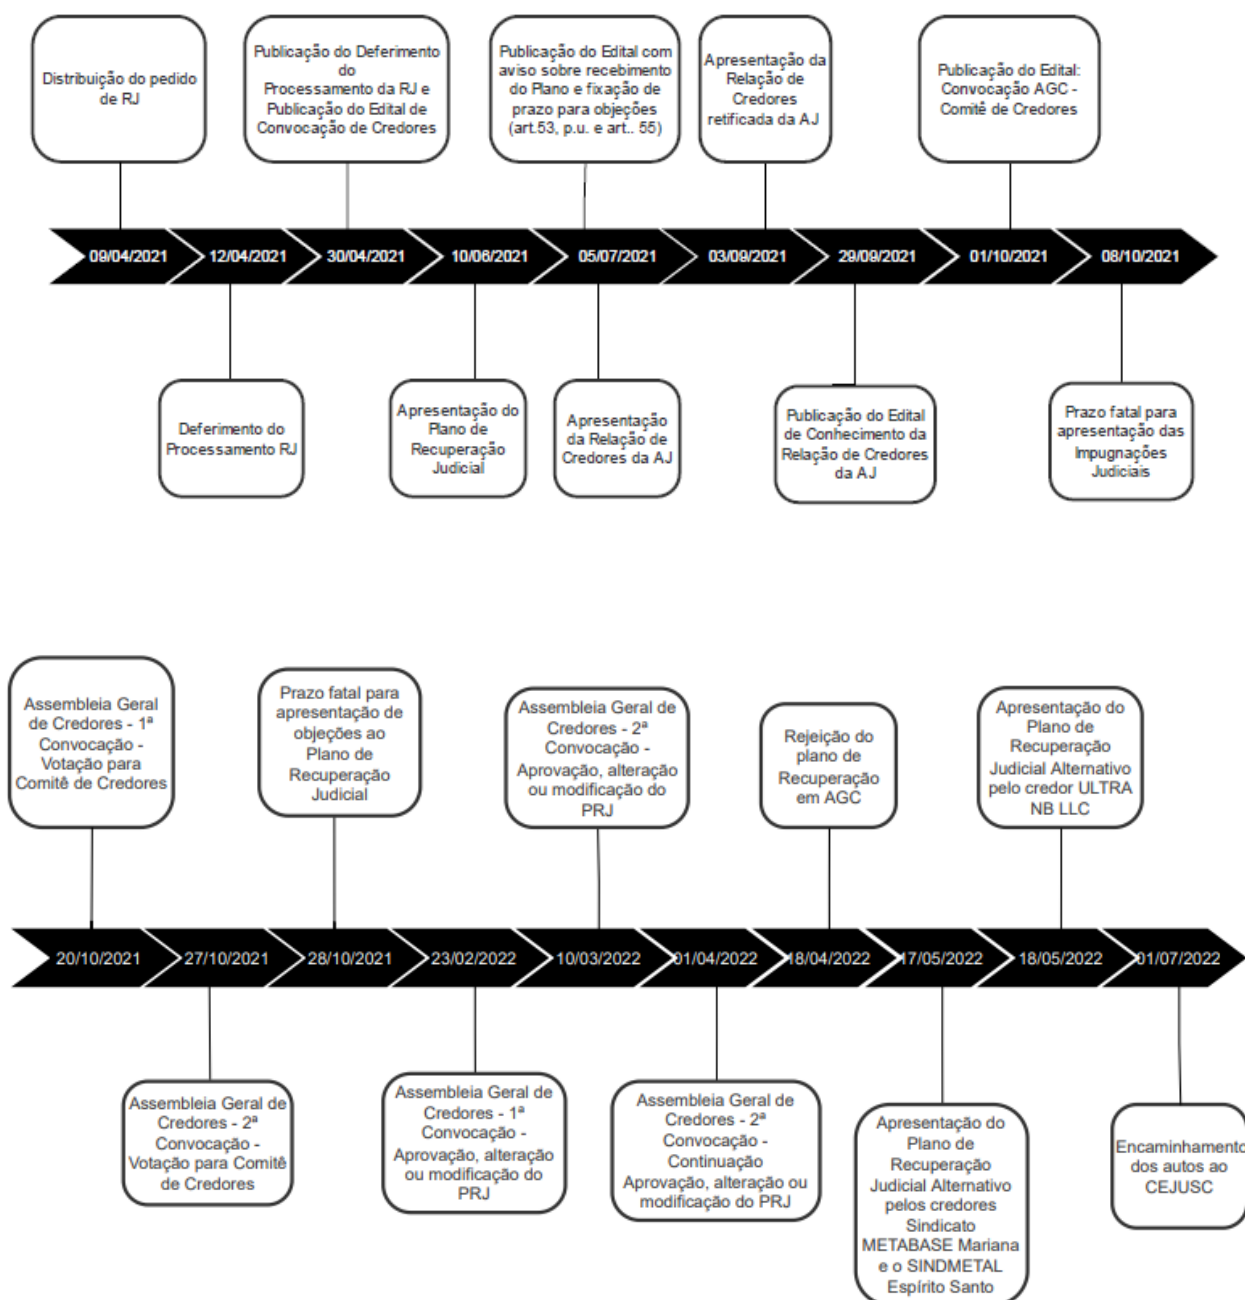 Distribuição do pedido
de RJ
Publicação do Deferimento
do
Processamento da RJ e
Publicação do Edital de
Convocação de Credores
Publicação do Edital com
aviso sobre recebimento
do Plano e fixação de
prazo para objeções
(art.53, p.u. e art.. 55)
Apresentação da
Relação de
Credores
retificada da AJ
Publicação do Edital:
Convocação AGC -
Comitê de Credores
09/04/2021
12/04/2021
30/04/2021
10/06/2021
05/07/2021
03/09/2021
29/09/2021
01/10/2021
08/10/2021
Deferimento do
Processamento RJ
Apresentação do
Plano de
Recuperação
Judicial
Apresentação
da Relação de
Credores da AJ
Publicação do Edital
de Conhecimento da
Relação de Credores
da AJ
Prazo fatal para
apresentação das
Impugnações
Judiciais
Assembleia Geral
de Credores - 1ª
Convocação -
Votação para
Comitê de Credores
Prazo fatal para
apresentação de
objeções ao
Plano de
Recuperação
Judicial
Assembleia Geral de
Credores - 2ª
Convocação -
Aprovação, alteração
ou modificação do
PRJ
Rejeição do
plano de
Recuperação
em AGC
Apresentação do
Plano de
Recuperação
Judicial Alternativo
pelo credor ULTRA
NB LLC
20/10/2021
27/10/2021
28/10/2021
23/02/2022
10/03/2022
01/04/2022
18/04/2022
17/05/2022
18/05/2022
01/07/2022
Assembleia Geral de
Credores - 2ª
Convocação -
Votação para Comitê
de Credores
Assembleia Geral de
Credores - 1ª
Convocação -
Aprovação, alteração
ou modificação do
PRJ
Assembleia Geral de
Credores - 2ª
Convocação -
Continuação
Aprovação, alteração ou
modificação do PRJ
Apresentação do
Plano de
Recuperação
Judicial Alternativo
pelos credores
Sindicato
METABASE Mariana
e o SINDMETAL
Espírito Santo
Encaminhamento
dos autos ao
CEJUSC